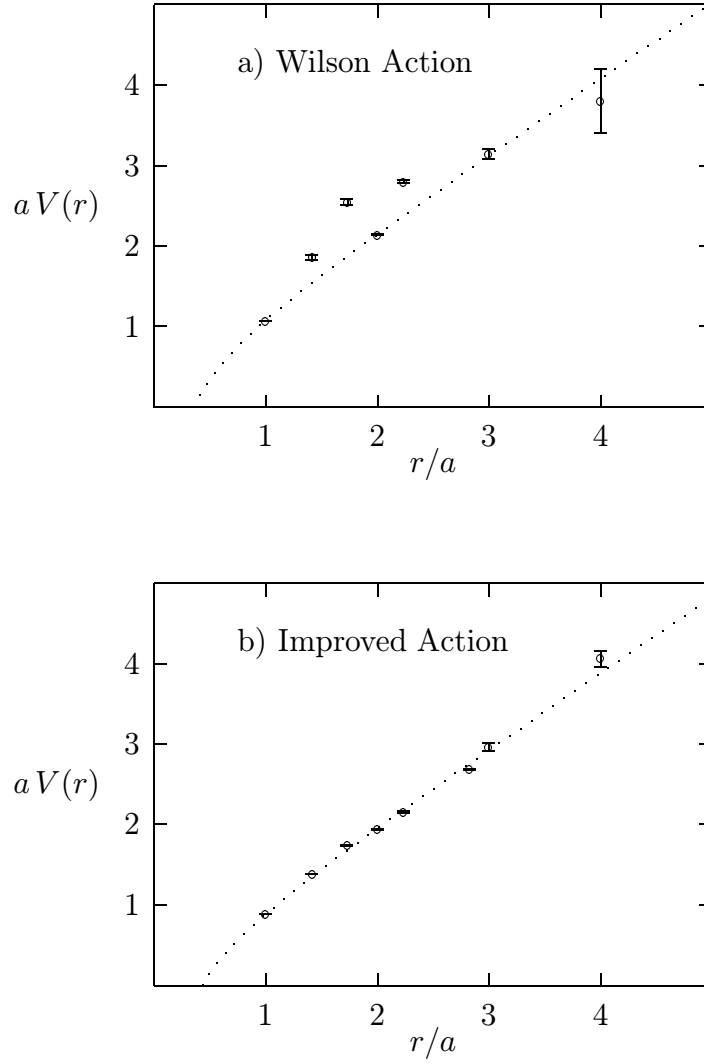 a) Wilson Action
4
3
a V(r)
2
1
1 2 3 4
r/a
b) Improved Action
4
3
a V(r)
2
1
1 2 3 4
r/a